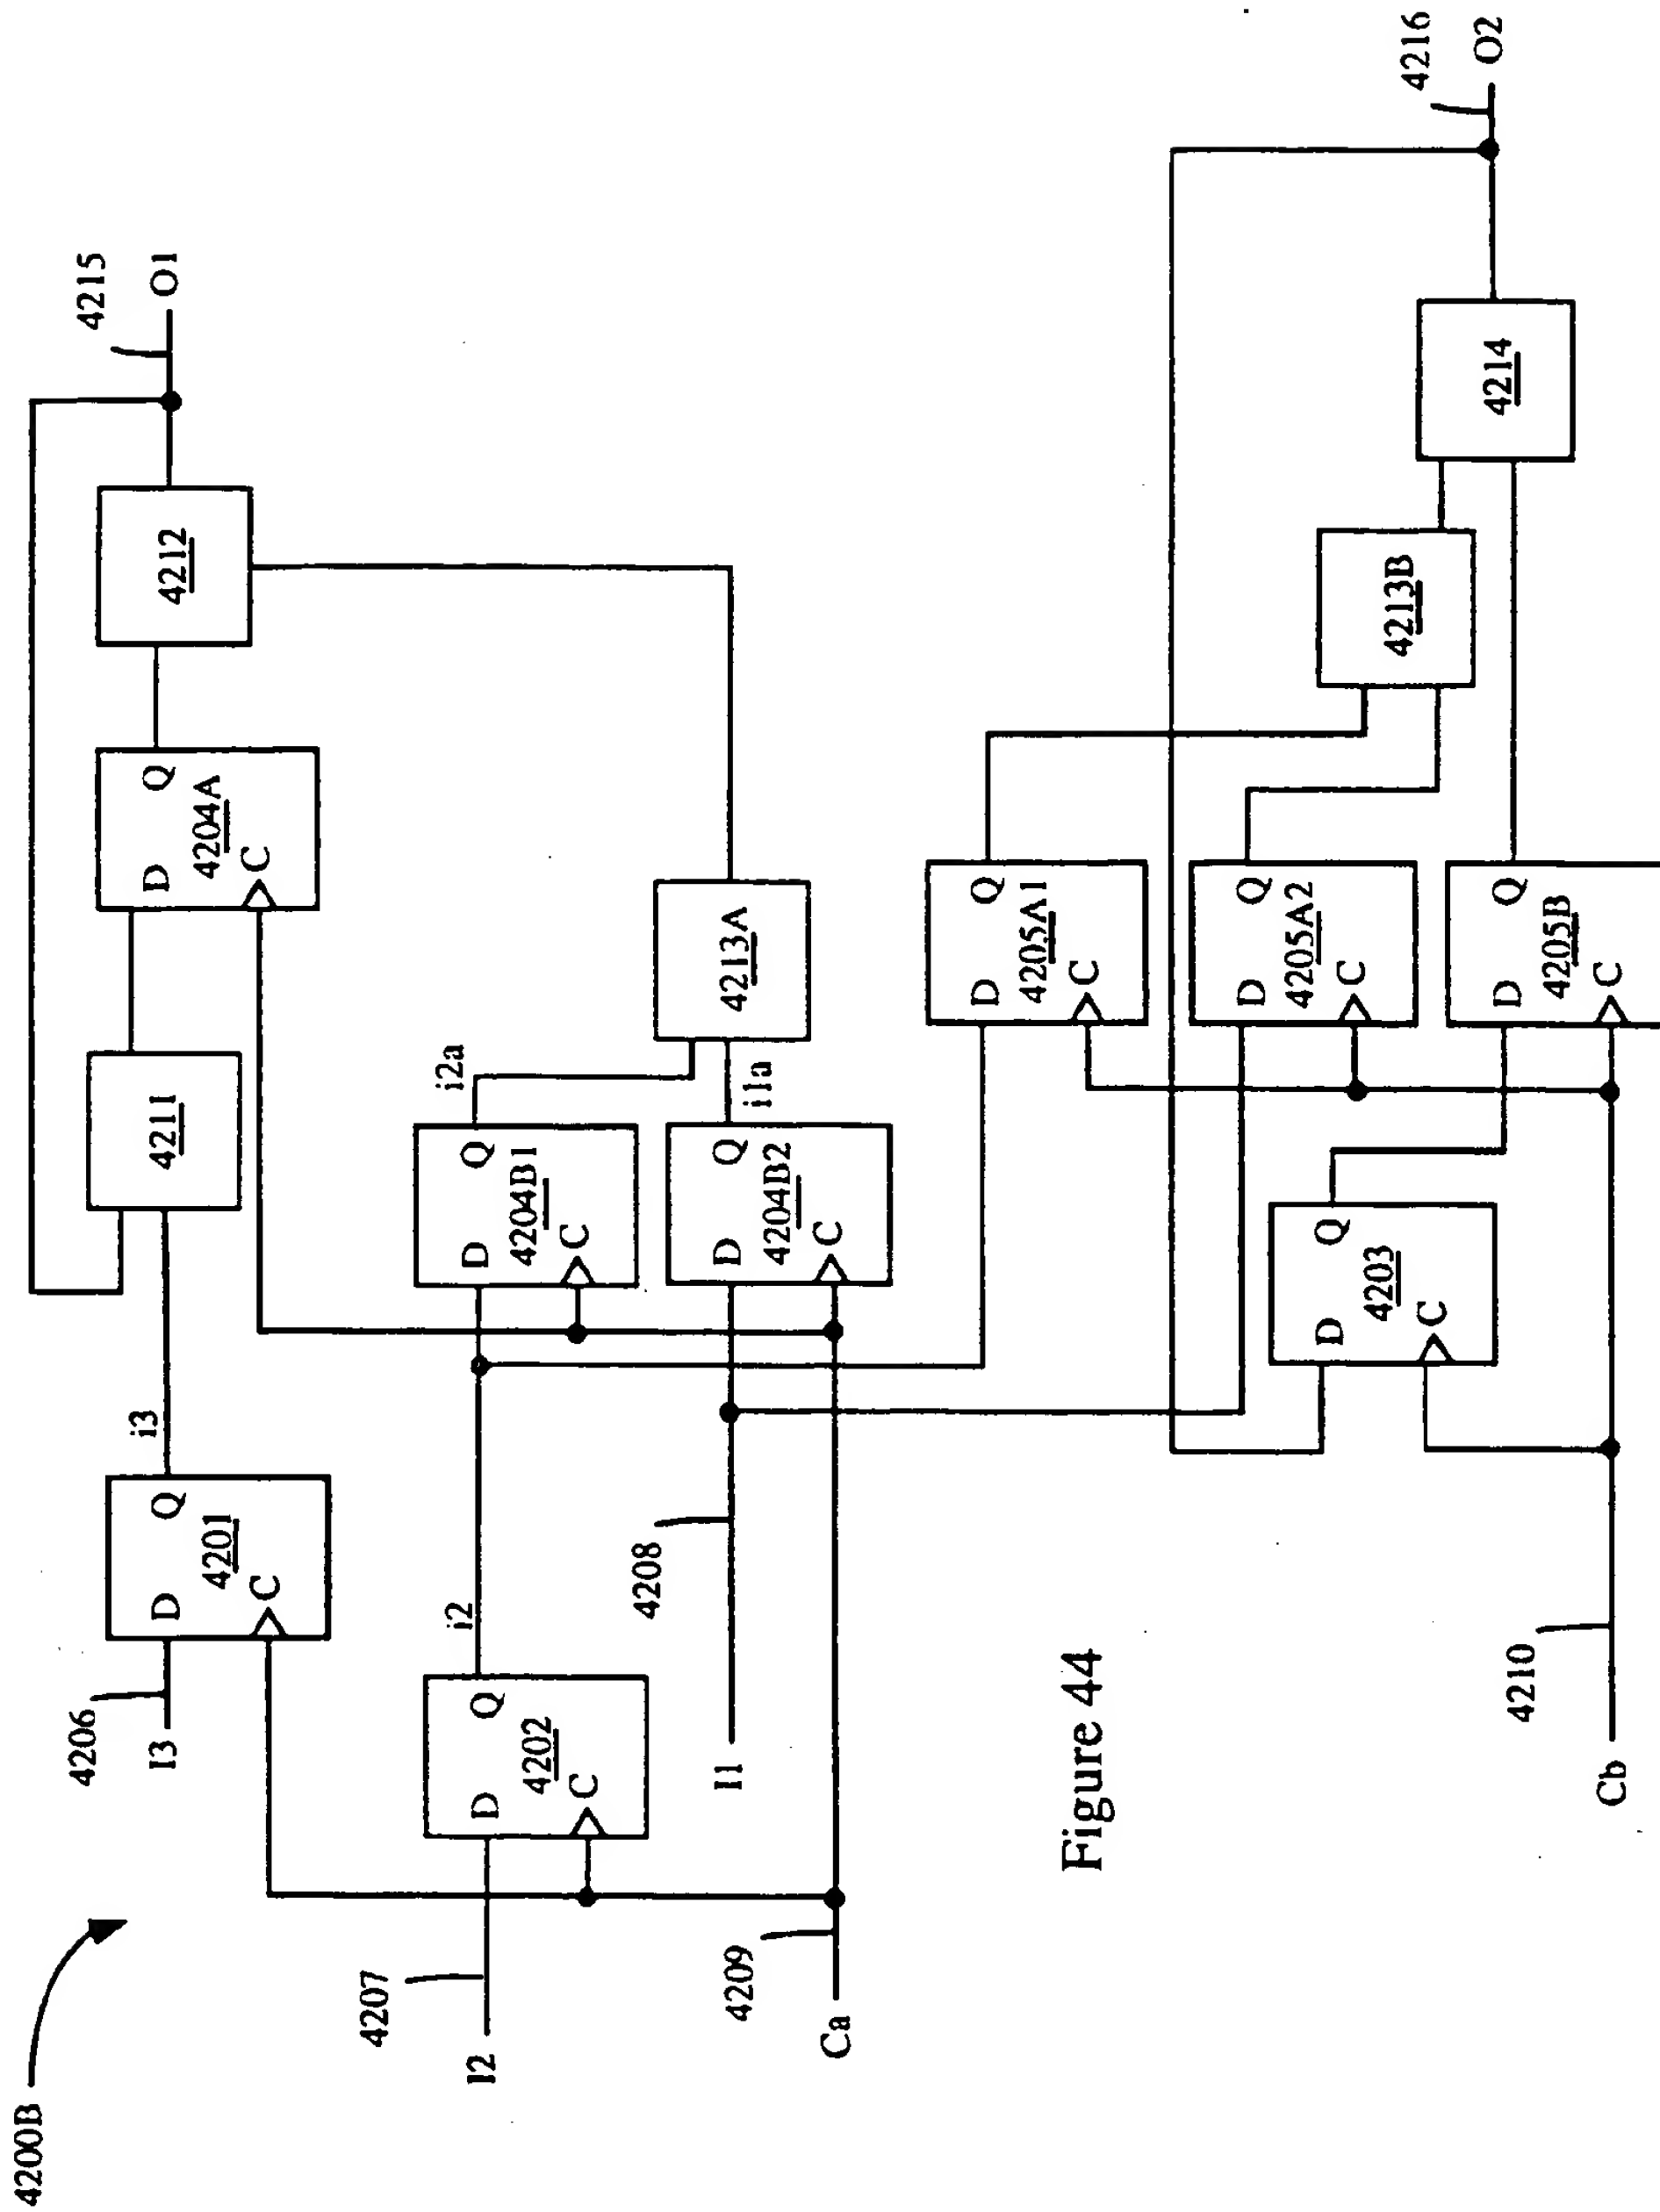 4200B
4206
I3
D
Q
4201
C
i3
4211
D
Q
4204A
C
4212
4215
O1
4207
I2
D
Q
4202
C
i2
D
Q
4204B1
C
i2a
4208
I1
D
Q
4204B2
C
i1a
4213A
4209
Ca
D
Q
4205A1
C
D
Q
4205A2
C
4213B
D
Q
4203
C
D
Q
4205B
C
4214
4216
O2
4210
Cb
Figure 44